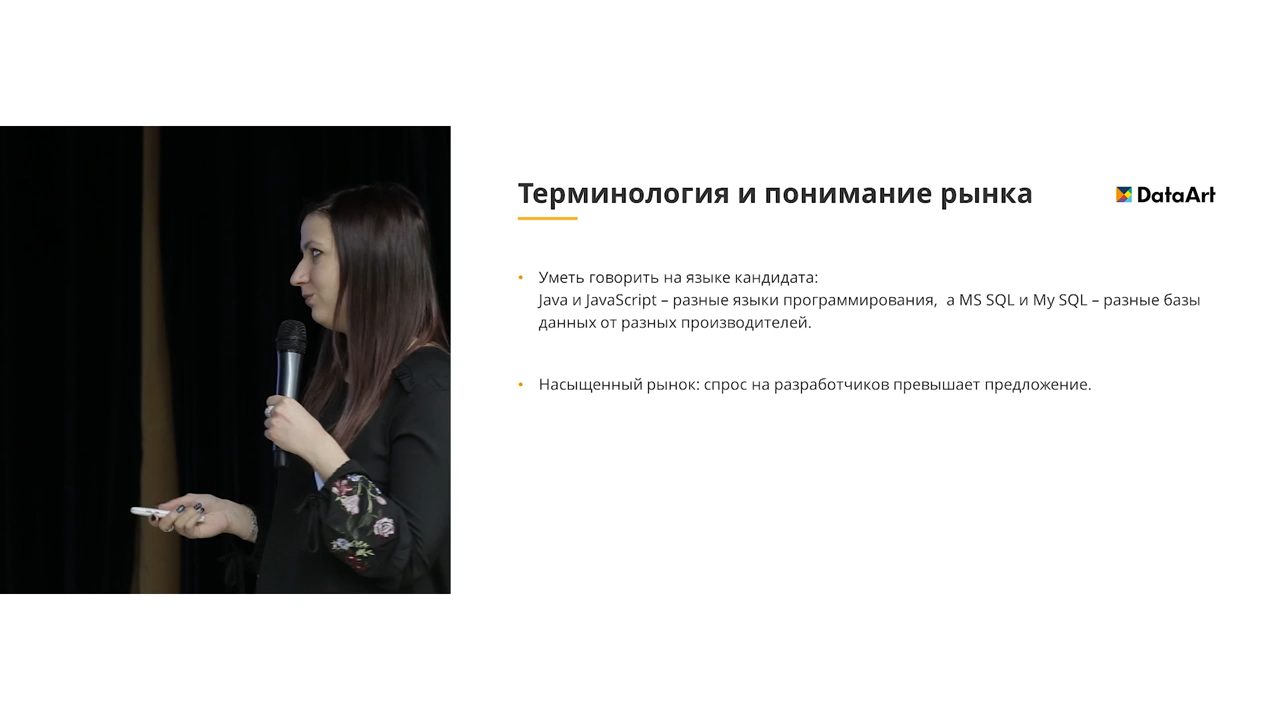 Терминология и понимание рынка
DataArt
• Уметь говорить на языке кандидата:
Java и JavaScript – разные языки программирования, а MS SQL и My SQL – разные базы
данных от разных производителей.
• Насыщенный рынок: спрос на разработчиков превышает предложение.